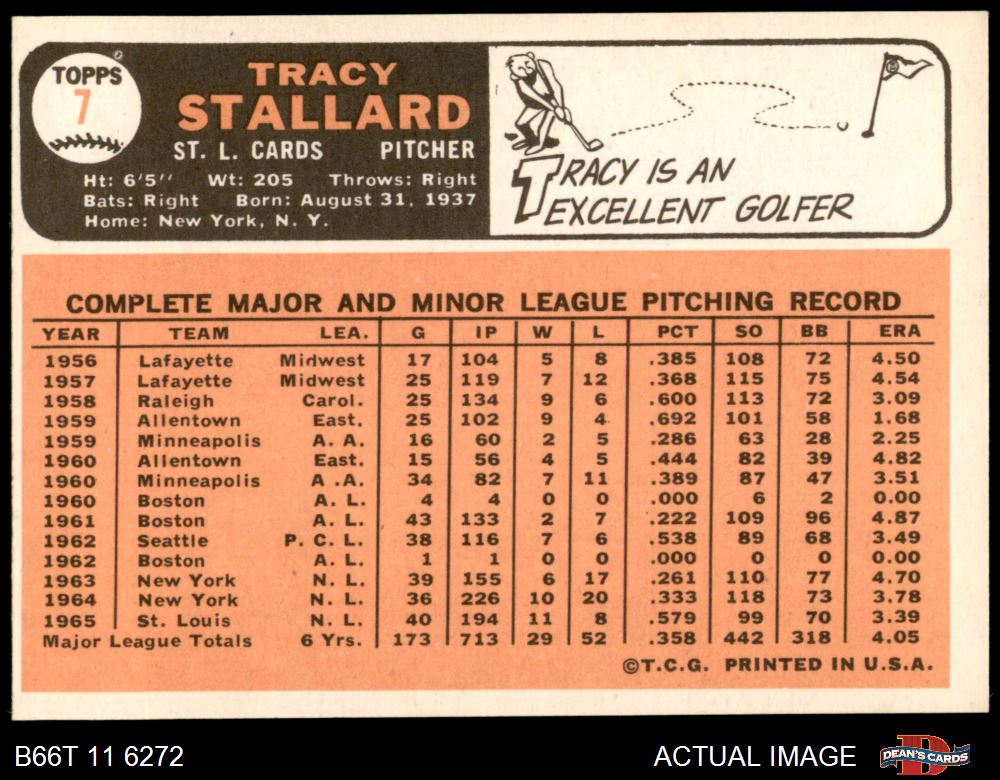 TOPPS
7
TRACY
STALLARD
ST. L. CARDS PITCHER
Ht: 6'5" Wt: 205 Throws: Right
Bats: Right Born: August 31, 1937
Home: New York, N. Y.
TRACY IS AN
EXCELLENT GOLFER
COMPLETE MAJOR AND MINOR LEAGUE PITCHING RECORD
YEAR TEAM LEA. G IP W L PCT SO BB ERA
1956 Lafayette Midwest 17 104 5 8 .385 108 72 4.50
1957 Lafayette Midwest 25 119 7 12 .368 115 75 4.54
1958 Raleigh Carol. 25 134 9 6 .600 113 72 3.09
1959 Allentown East. 25 102 9 4 .692 101 58 1.68
1959 Minneapolis A. A. 16 60 2 5 .286 63 28 2.25
1960 Allentown East. 15 56 4 5 .444 82 39 4.82
1960 Minneapolis A .A. 34 82 7 11 .389 87 47 3.51
1960 Boston A. L. 4 4 0 0 .000 6 2 0.00
1961 Boston A. L. 43 133 2 7 .222 109 96 4.87
1962 Seattle P. C. L. 38 116 7 6 .538 89 68 3.49
1962 Boston A. L. 1 1 0 0 .000 0 0 0.00
1963 New York N. L. 39 155 6 17 .261 110 77 4.70
1964 New York N. L. 36 226 10 20 .333 118 73 3.78
1965 St. Louis N. L. 40 194 11 8 .579 99 70 3.39
Major League Totals 6 Yrs. 173 713 29 52 .358 442 318 4.05
©T.C.G. PRINTED IN U.S.A.
B66T 11 6272 ACTUAL IMAGE
DEAN'S CARDS